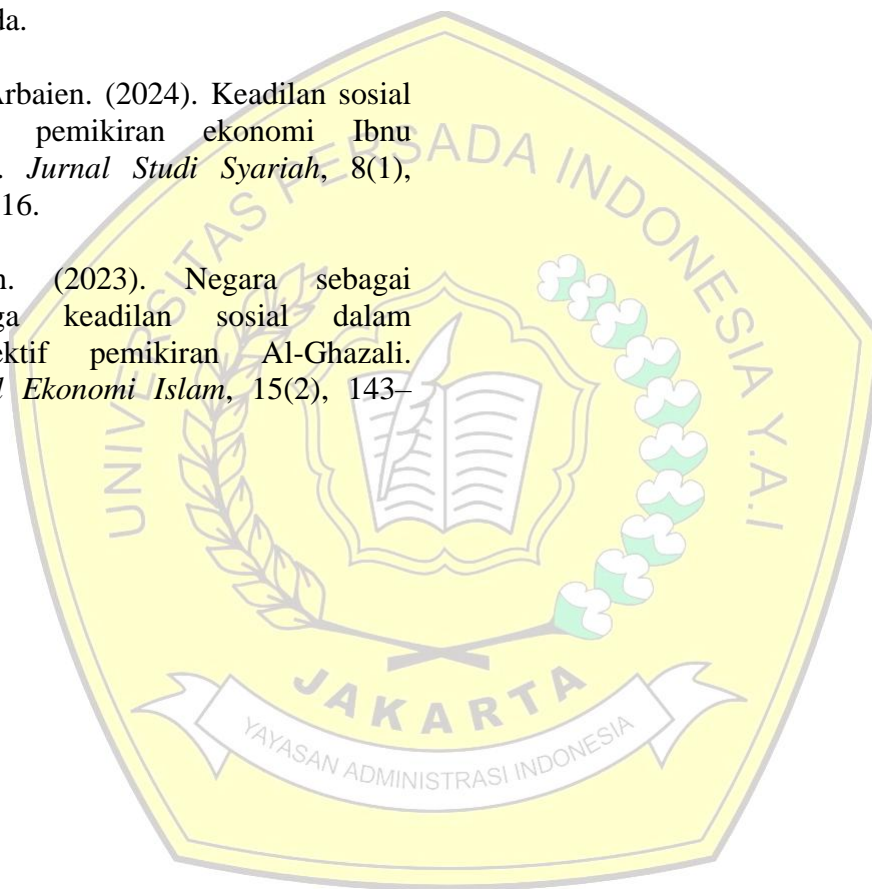 da.
Arbaien. (2024). Keadilan sosial
pemikiran ekonomi Ibnu
. Jurnal Studi Syariah, 8(1),
16.
n. (2023). Negara sebagai
ga keadilan sosial dalam
ektif pemikiran Al-Ghazali.
l Ekonomi Islam, 15(2), 143–
UNIVERSITAS PERSADA INDONESIA Y.A.I
JAKARTA
YAYASAN ADMINISTRASI INDONESIA